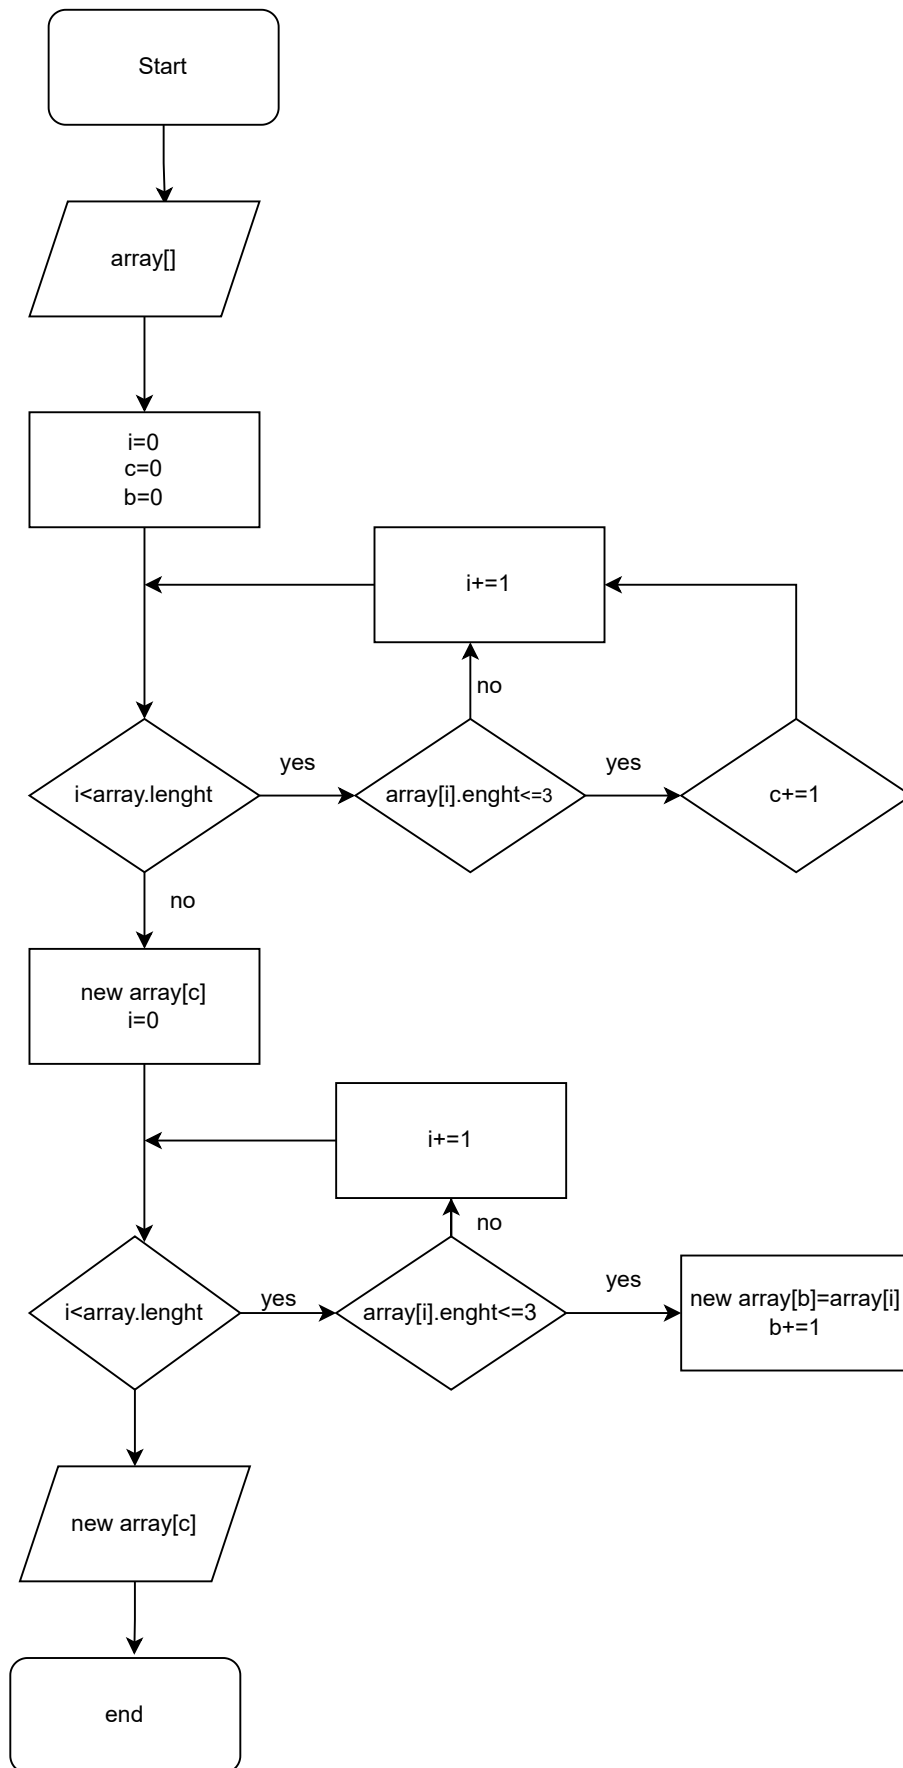 Start
array[]
i=0
c=0
b=0
i+=1
no
i<array.lenght
yes
array[i].enght<=3
yes
c+=1
no
new array[c]
i=0
i+=1
no
i<array.lenght
yes
array[i].enght<=3
yes
new array[b]=array[i]
b+=1
new array[c]
end